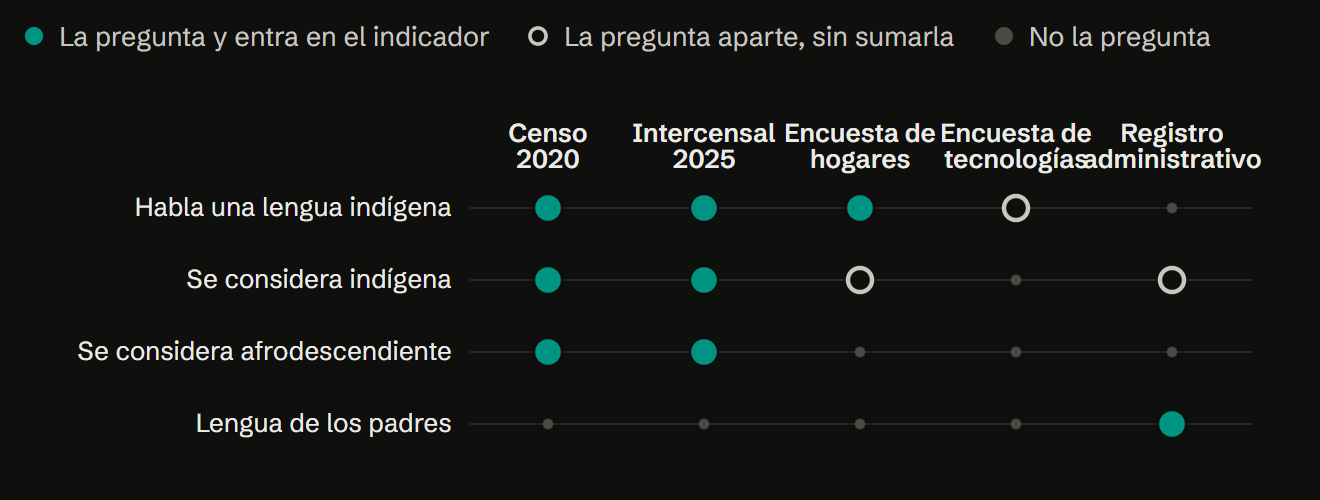 La pregunta y entra en el indicador
La pregunta aparte, sin sumarla
No la pregunta
Censo 2020
Intercensal 2025
Encuesta de hogares
Encuesta de tecnologías
Registro administrativo
Habla una lengua indígena
Se considera indígena
Se considera afrodescendiente
Lengua de los padres